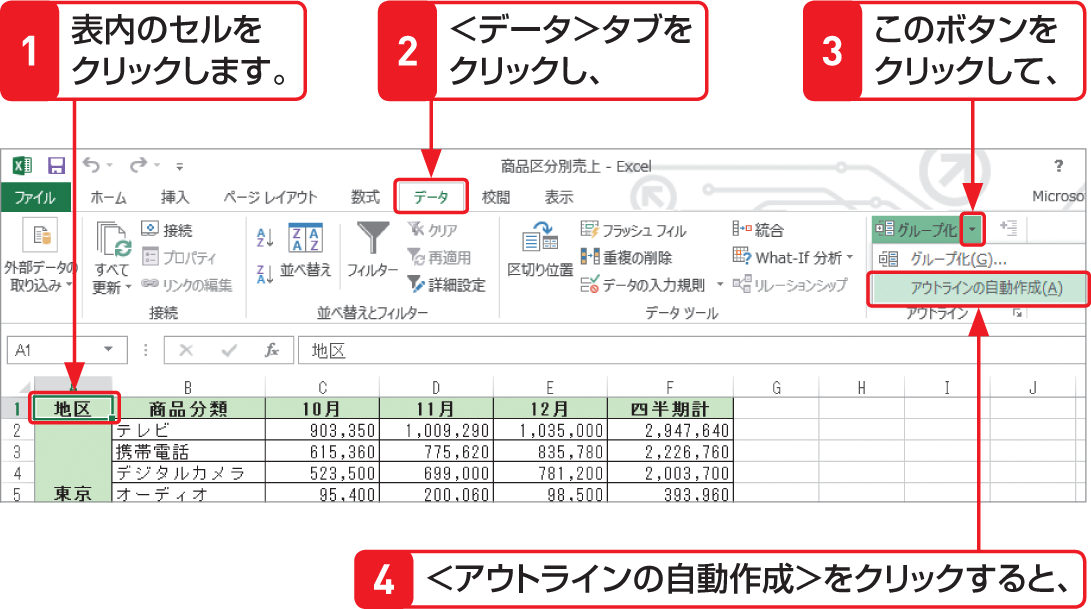 1 表内のセルを
クリックします。
2 <データ>タブを
クリックし、
3 このボタンを
クリックして、
商品区分別売上 - Excel
?
ファイル ホーム 挿入 ページレイアウト 数式 データ 校閲 表示 Microso
外部データの
取り込み
すべて
更新
接続
プロパティ
リンクの編集
接続
並べ替え
フィルター
クリア
再適用
詳細設定
並べ替えとフィルター
区切り位置
フラッシュ フィル
重複の削除
データの入力規則
統合
What-If 分析
リレーションシップ
データ ツール
グループ化
グループ化(G)...
アウトラインの自動作成(A)
アウトライン
A1 fx 地区
A B C D E F G H I J
1 地区 商品分類 10月 11月 12月 四半期計
2 テレビ 903,350 1,009,290 1,035,000 2,947,640
3 携帯電話 615,360 775,620 835,780 2,226,760
4 デジタルカメラ 523,500 699,000 781,200 2,003,700
5 東京 オーディオ 95,400 200,060 98,500 393,960
4 <アウトラインの自動作成>をクリックすると、